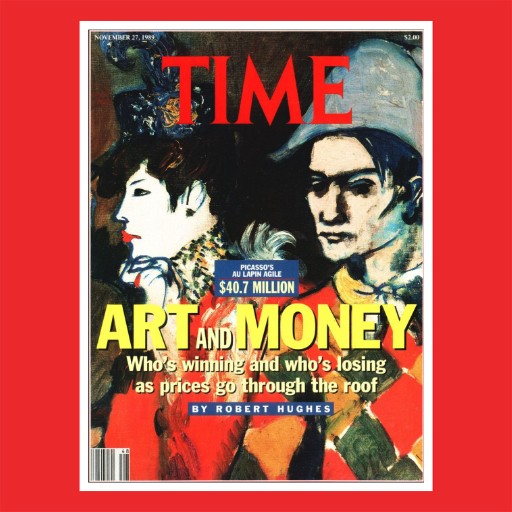 NOVEMBER 27, 1989
$2.00
TIME
PICASSO'S
AU LAPIN AGILE
$40.7 MILLION
ART AND MONEY
Who's winning and who's losing
as prices go through the roof
BY ROBERT HUGHES
48